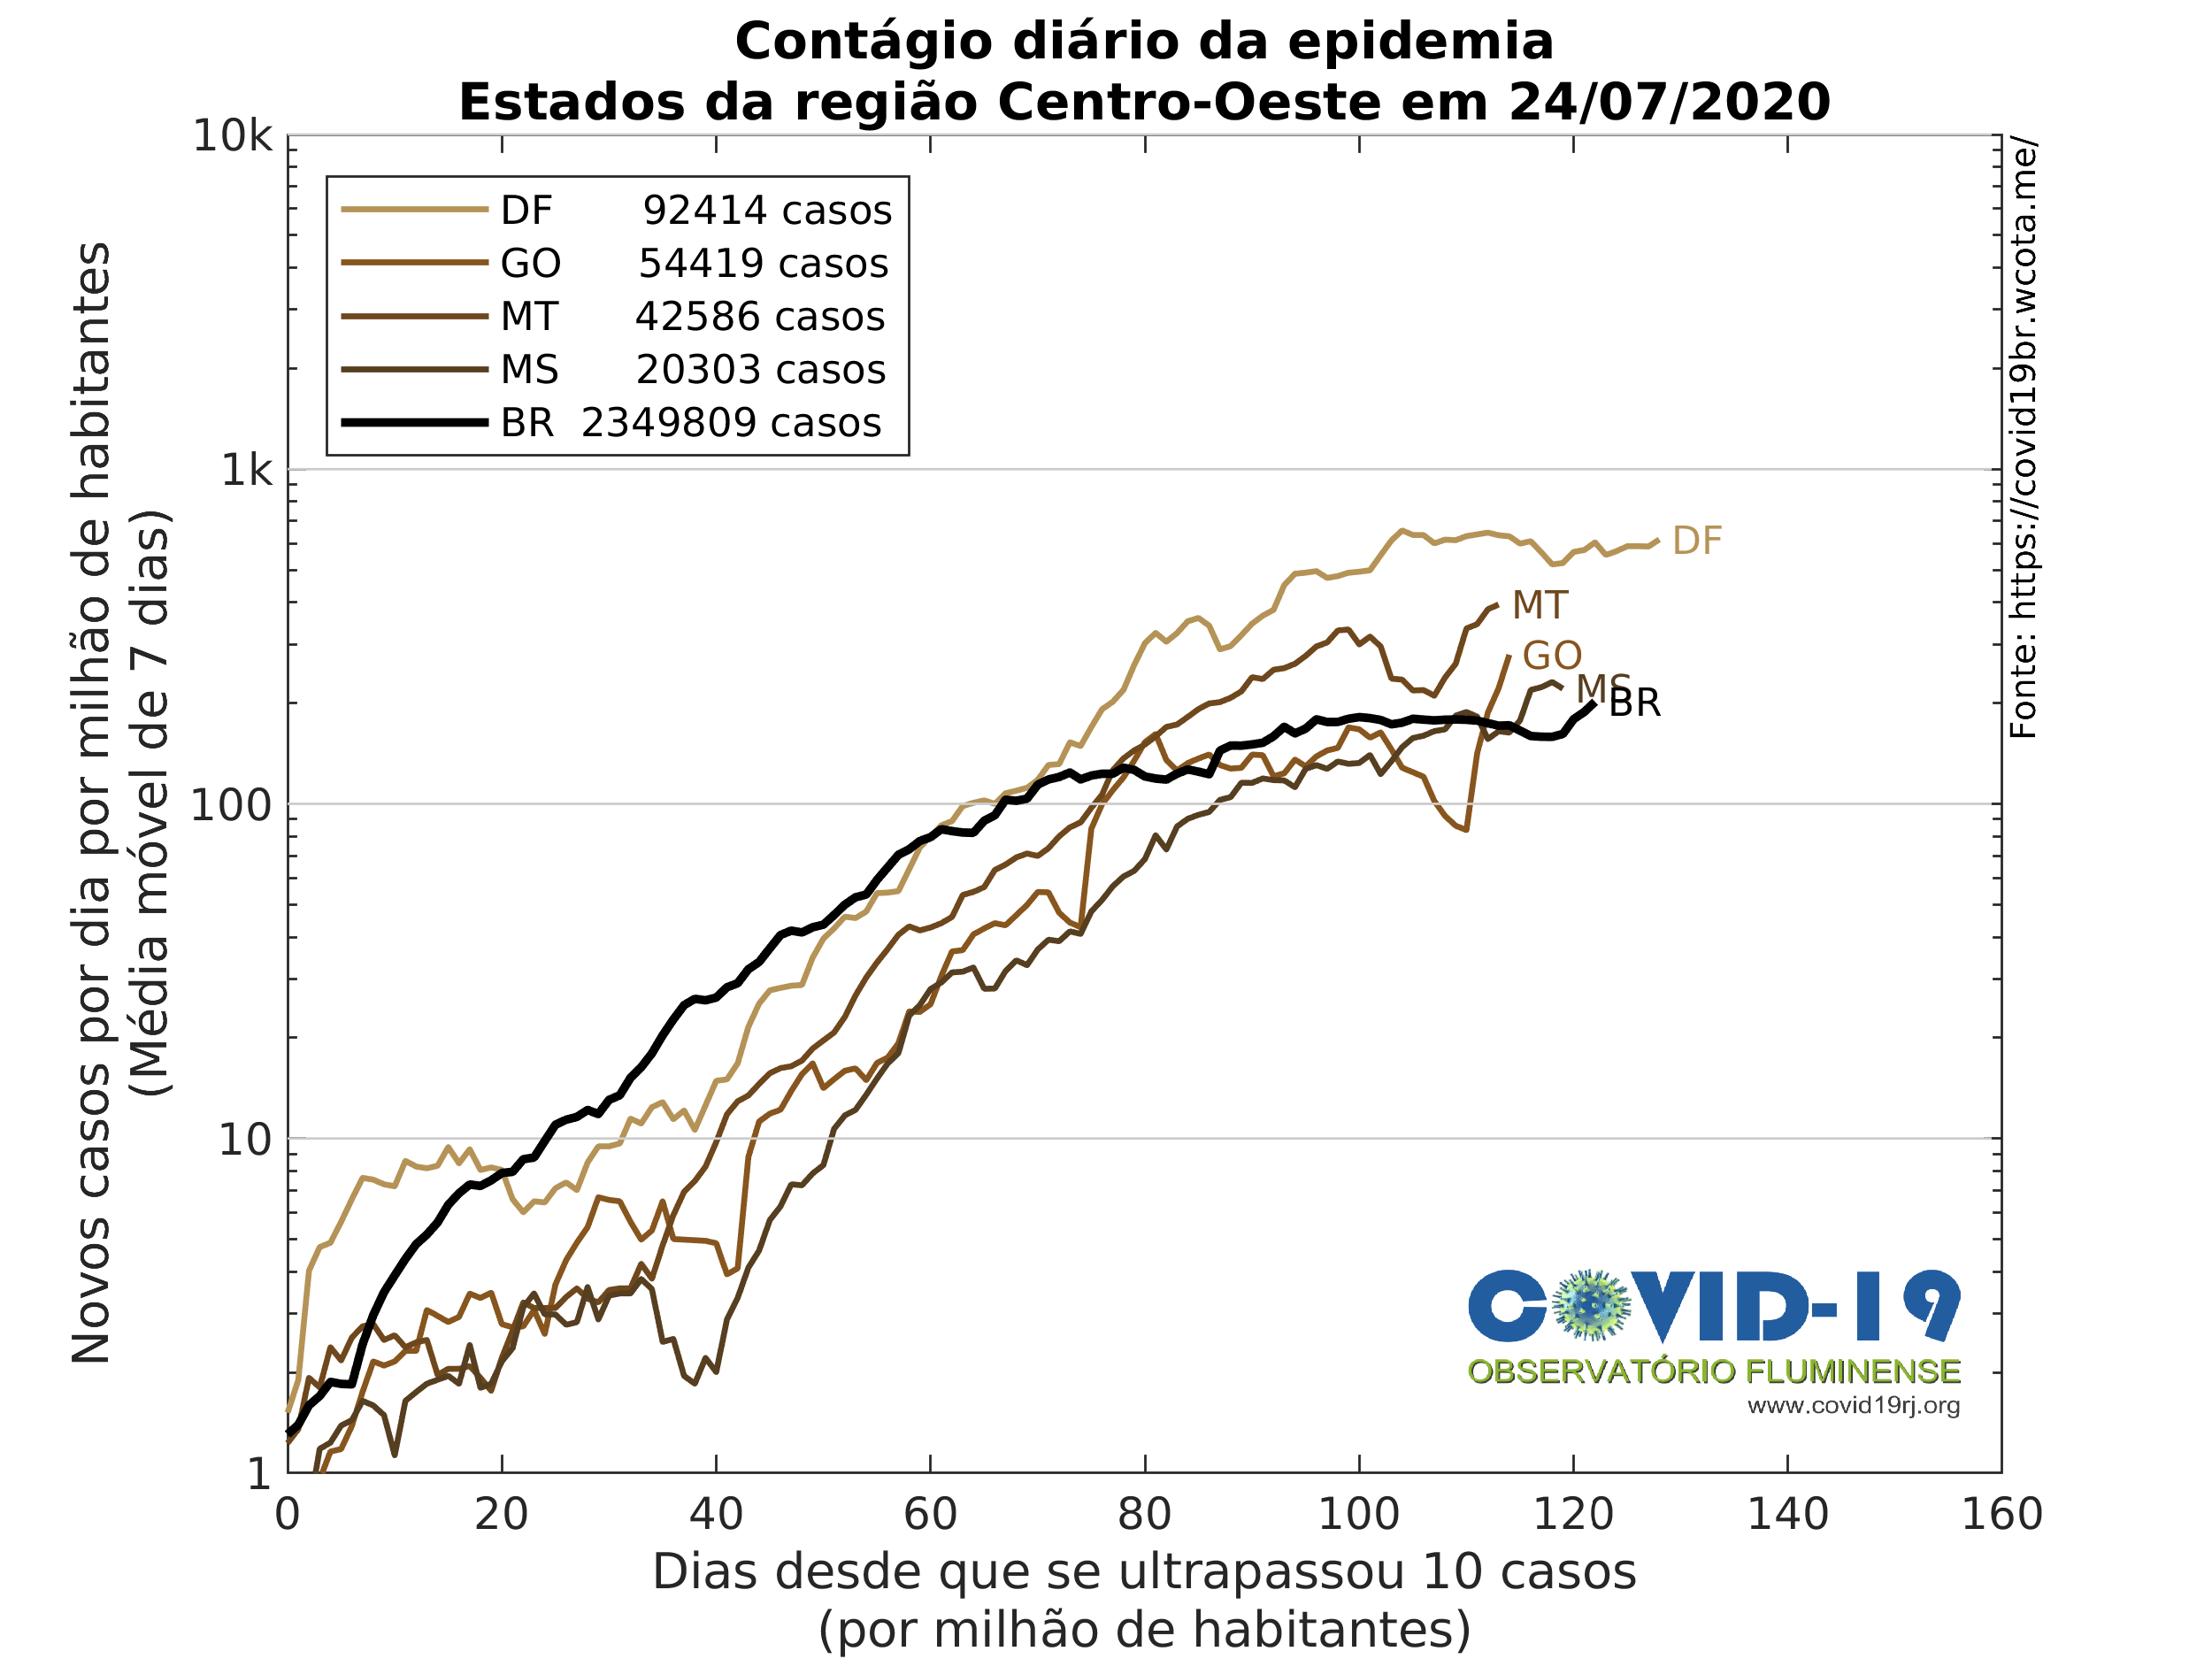 Contágio diário da epidemia
Estados da região Centro-Oeste em 24/07/2020
Novos casos por dia por milhão de habitantes
(Média móvel de 7 dias)
10k
1k
100
10
1
DF 92414 casos
GO 54419 casos
MT 42586 casos
MS 20303 casos
BR 2349809 casos
DF
MT
GO
MS
BR
Fonte: https://covid19br.wcota.me/
COVID-19
OBSERVATÓRIO FLUMINENSE
www.covid19rj.org
0 20 40 60 80 100 120 140 160
Dias desde que se ultrapassou 10 casos
(por milhão de habitantes)